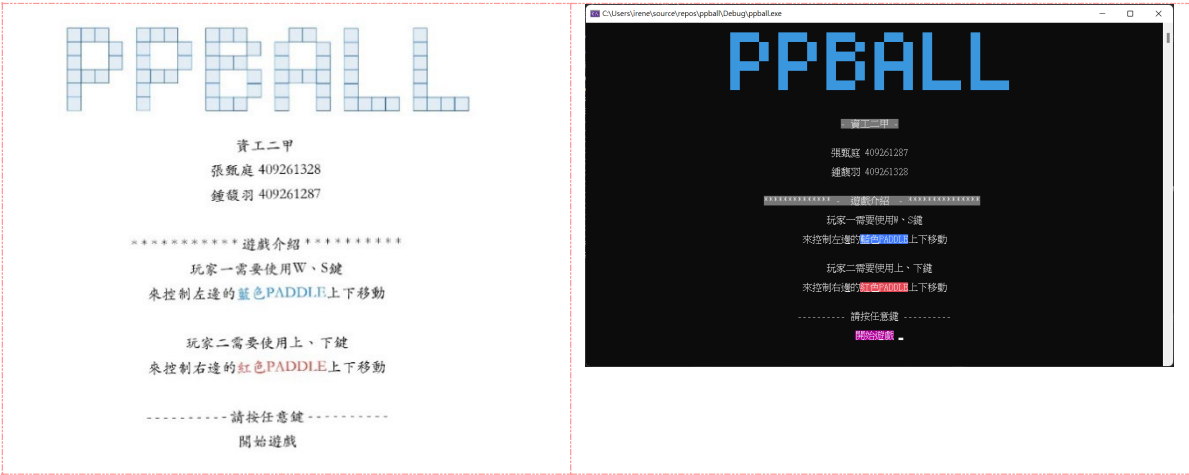 PPBALL
資工二甲
張甄庭 409261328
鍾馥羽 409261287
***********遊戲介紹**********
玩家一需要使用W、S鍵
來控制左邊的藍色PADDLE上下移動
玩家二需要使用上、下鍵
來控制右邊的紅色PADDLE上下移動
----------請按任意鍵----------
開始遊戲
C:\Users\irene\source\repos\ppball\Debug\ppball.exe
PPBALL
- 資工二甲 -
張甄庭 409261287
鍾馥羽 409261328
************** - 遊戲介紹 - ***************
玩家一需要使用W、S鍵
來控制左邊的藍色PADDLE上下移動
玩家二需要使用上、下鍵
來控制右邊的紅色PADDLE上下移動
---------- 請按任意鍵 ----------
開始遊戲